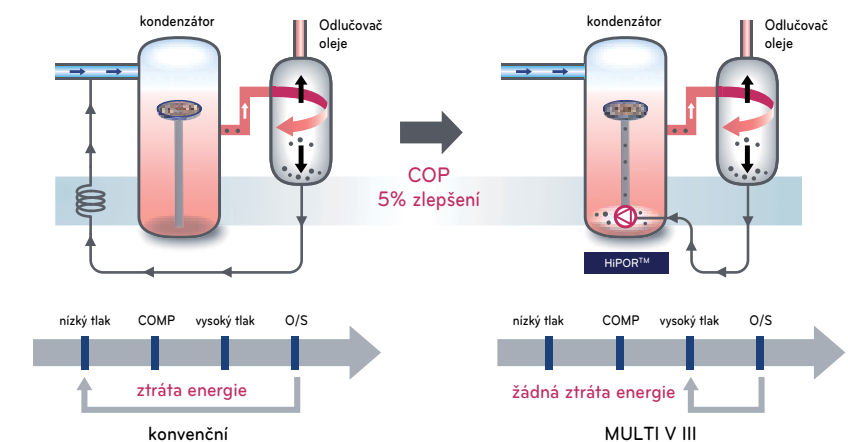 kondenzátor
Odlučovač
oleje
kondenzátor
Odlučovač
oleje
COP
5% zlepšení
HiPOR™
nízký tlak
COMP
vysoký tlak
O/S
ztráta energie
konvenční
nízký tlak
COMP
vysoký tlak
O/S
žádná ztráta energie
MULTI V III